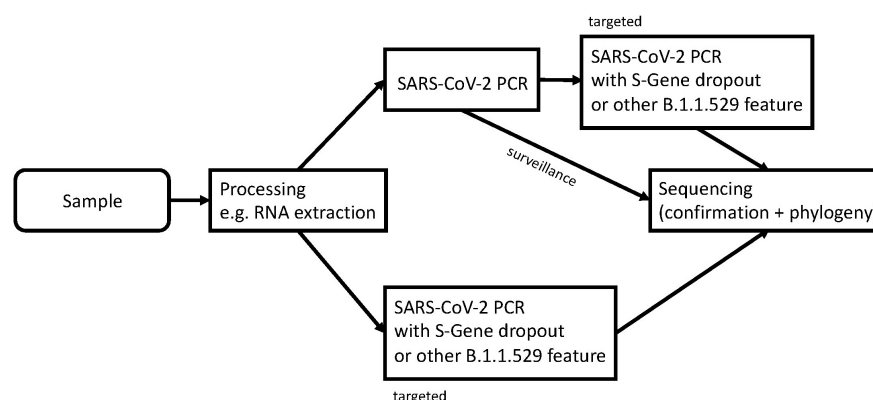 targeted
SARS-CoV-2 PCR
with S-Gene dropout
or other B.1.1.529 feature
SARS-CoV-2 PCR
surveillance
Sample
Processing
e.g. RNA extraction
Sequencing
(confirmation + phylogeny
SARS-CoV-2 PCR
with S-Gene dropout
or other B.1.1.529 feature
targeted